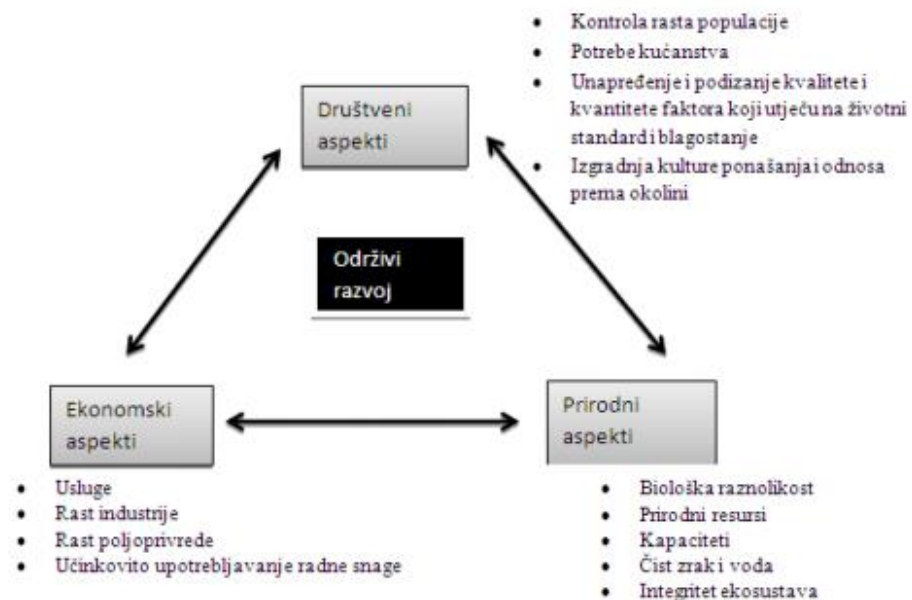 • Kontrola rasta populacije
• Potrebe kućanstva
• Unapređenje i podizanje kvalitete i
kvantitete faktora koji utječu na životni
standard i blagostanje
• Izgradnja kulture ponašanja i odnosa
prema okolini
Društveni
aspekti
Održivi
razvoj
Ekonomski
aspekti
• Usluge
• Rast industrije
• Rast poljoprivrede
• Učinkovito upotrebljavanje radne snage
Prirodni
aspekti
• Biološka raznolikost
• Prirodni resursi
• Kapaciteti
• Čist zrak i voda
• Integritet ekosustava